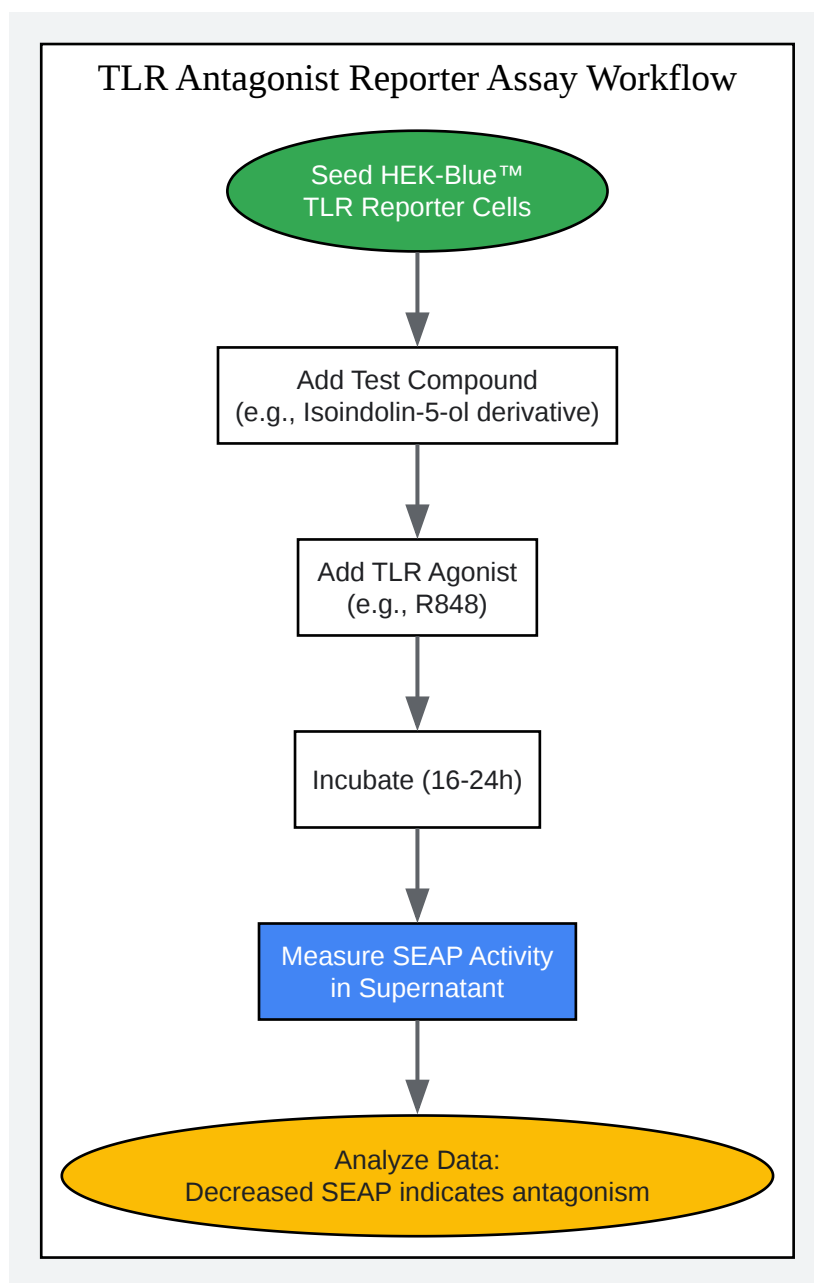 TLR Antagonist Reporter Assay Workflow
Seed HEK-Blue™
TLR Reporter Cells
Add Test Compound
(e.g., Isoindolin-5-ol derivative)
Add TLR Agonist
(e.g., R848)
Incubate (16-24h)
Measure SEAP Activity
in Supernatant
Analyze Data:
Decreased SEAP indicates antagonism